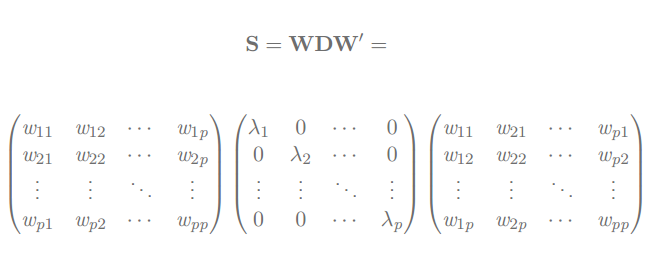 S = WDW′ =
( w₁₁ w₁₂ ⋯ w₁ₚ ) ( λ₁ 0 ⋯ 0 ) ( w₁₁ w₂₁ ⋯ wₚ₁ )
( w₂₁ w₂₂ ⋯ w₂ₚ ) ( 0 λ₂ ⋯ 0 ) ( w₁₂ w₂₂ ⋯ wₚ₂ )
( ⋮ ⋮ ⋱ ⋮ ) ( ⋮ ⋮ ⋱ ⋮ ) ( ⋮ ⋮ ⋱ ⋮ )
( wₚ₁ wₚ₂ ⋯ wₚₚ ) ( 0 0 ⋯ λₚ ) ( w₁ₚ w₂ₚ ⋯ wₚₚ )